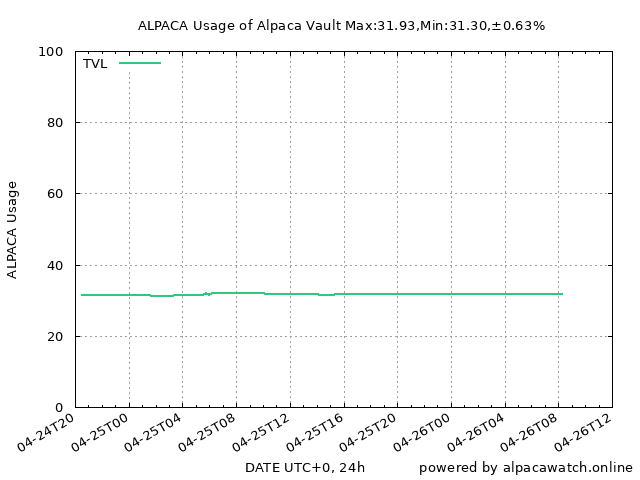 ALPACA Usage of Alpaca Vault Max:31.93,Min:31.30,±0.63%
TVL
100
80
60
40
20
0
ALPACA Usage
04-24T20
04-25T00
04-25T04
04-25T08
04-25T12
04-25T16
04-25T20
04-26T00
04-26T04
04-26T08
04-26T12
DATE UTC+0, 24h
powered by alpacawatch.online